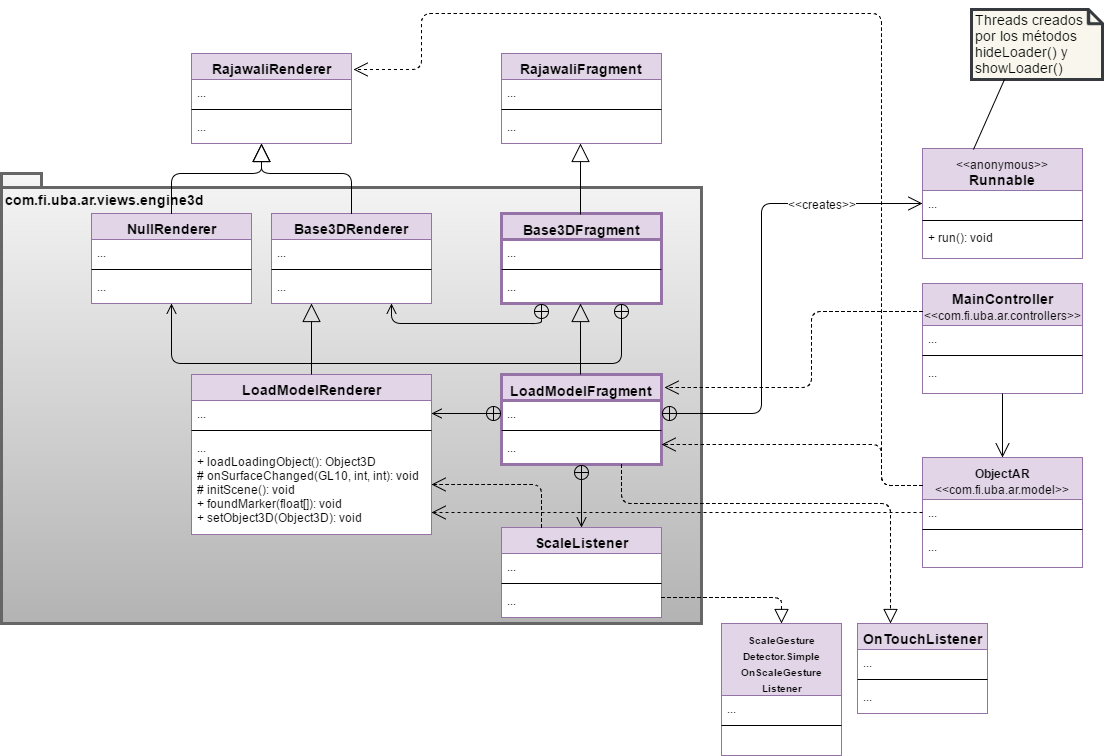 Threads creados
por los métodos
hideLoader() y
showLoader()
RajawaliRenderer
...
...
RajawaliFragment
...
...
<<anonymous>>
Runnable
...
+ run(): void
<<creates>>
com.fi.uba.ar.views.engine3d
NullRenderer
...
...
Base3DRenderer
...
...
Base3DFragment
...
...
MainController
<<com.fi.uba.ar.controllers>>
...
...
LoadModelRenderer
...
...
+ loadLoadingObject(): Object3D
# onSurfaceChanged(GL10, int, int): void
# initScene(): void
+ foundMarker(float[]): void
+ setObject3D(Object3D): void
LoadModelFragment
...
...
ObjectAR
<<com.fi.uba.ar.model>>
...
...
ScaleListener
...
...
ScaleGesture
Detector.Simple
OnScaleGesture
Listener
...
OnTouchListener
...
...